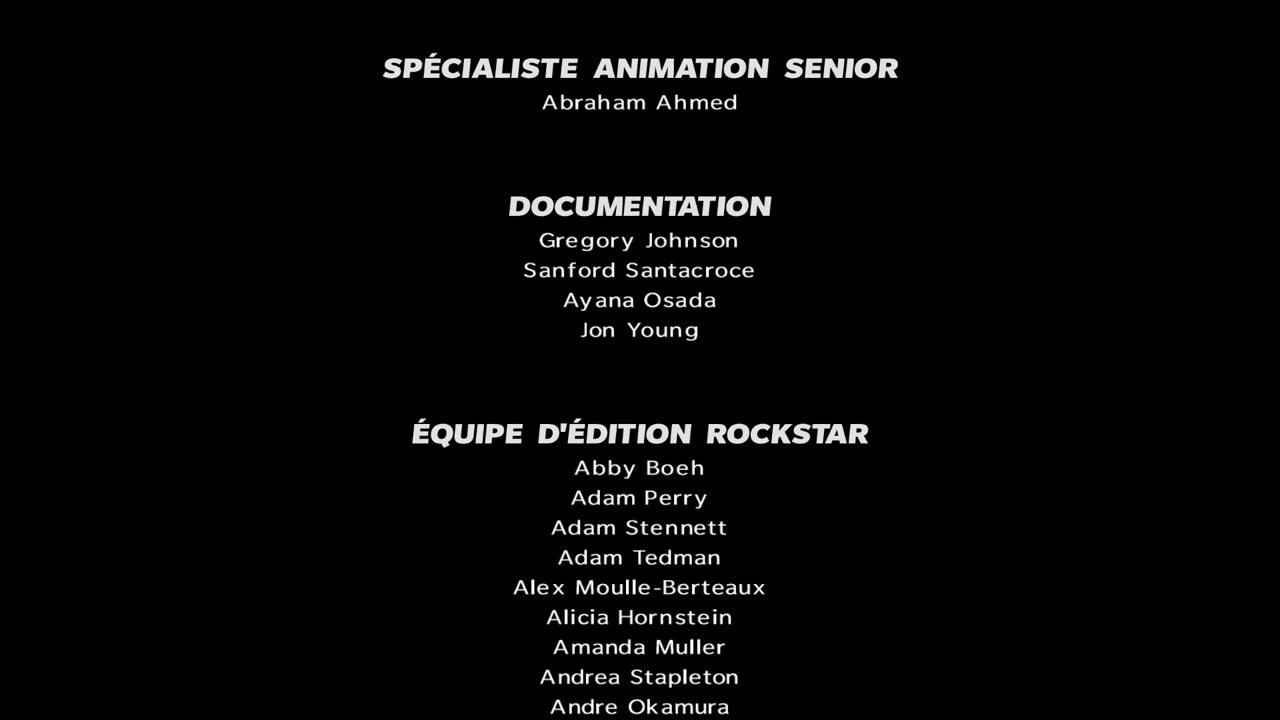 SPÉCIALISTE ANIMATION SENIOR
Abraham Ahmed
DOCUMENTATION
Gregory Johnson
Sanford Santacroce
Ayana Osada
Jon Young
ÉQUIPE D'ÉDITION ROCKSTAR
Abby Boeh
Adam Perry
Adam Stennett
Adam Tedman
Alex Moulle-Berteaux
Alicia Hornstein
Amanda Muller
Andrea Stapleton
Andre Okamura